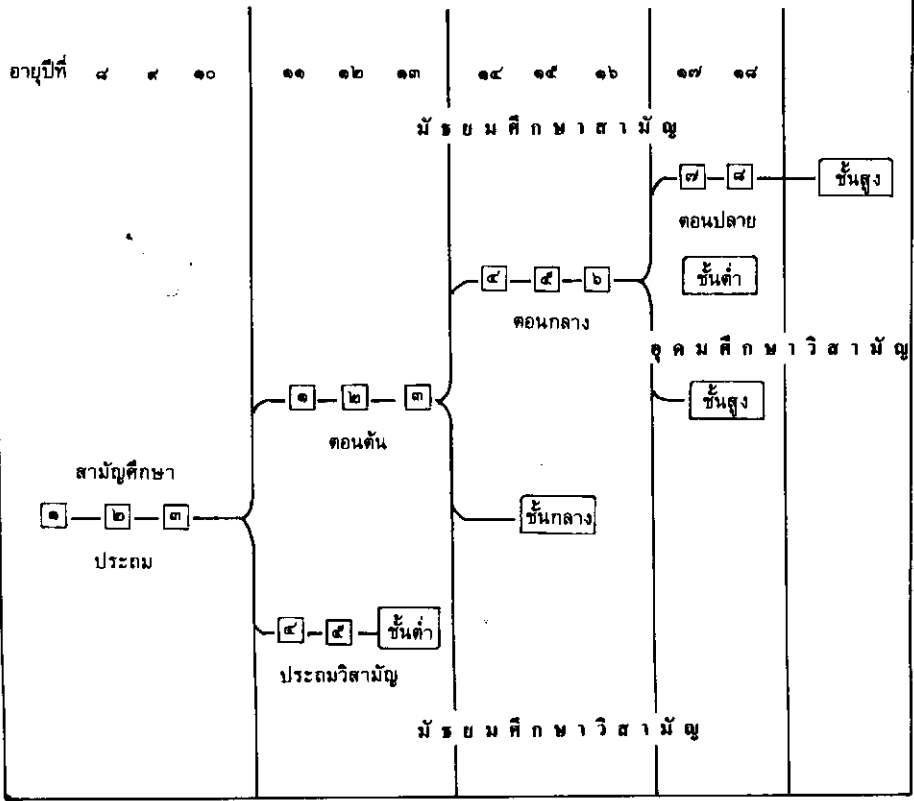 อายุปีที่ ๘ ๙ ๑๐ ๑๑ ๑๒ ๑๓ ๑๔ ๑๕ ๑๖ ๑๗ ๑๘
มัธยมศึกษาสามัญ
๗ ๘ ชั้นสูง
ตอนปลาย
๔ ๕ ๖ ชั้นต่ำ
ตอนกลาง
อุดมศึกษาวิสามัญ
๑ ๒ ๓ ชั้นสูง
ตอนต้น
สามัญศึกษา
๑ ๒ ๓ ชั้นกลาง
ประถม
๔ ๕ ชั้นต่ำ
ประถมวิสามัญ
มัธยมศึกษาวิสามัญ